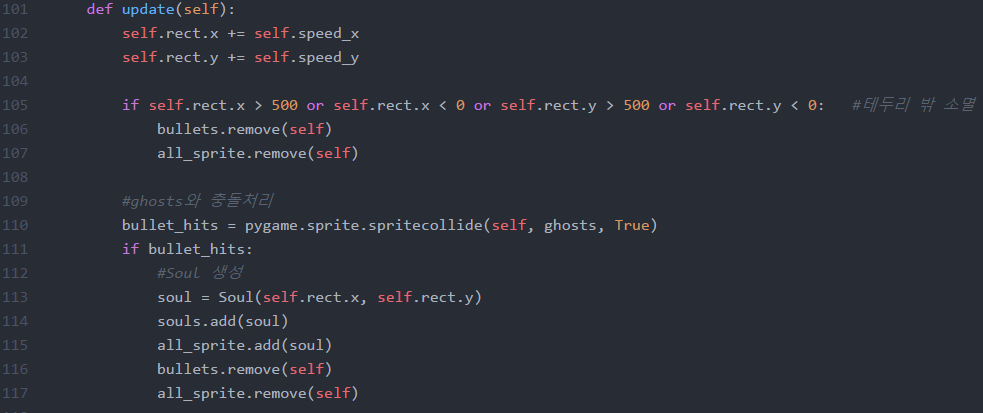 101 def update(self):
102 self.rect.x += self.speed_x
103 self.rect.y += self.speed_y
104
105 if self.rect.x > 500 or self.rect.x < 0 or self.rect.y > 500 or self.rect.y < 0: #테두리 밖 소멸
106 bullets.remove(self)
107 all_sprite.remove(self)
108
109 #ghosts와 충돌처리
110 bullet_hits = pygame.sprite.spritecollide(self, ghosts, True)
111 if bullet_hits:
112 #Soul 생성
113 soul = Soul(self.rect.x, self.rect.y)
114 souls.add(soul)
115 all_sprite.add(soul)
116 bullets.remove(self)
117 all_sprite.remove(self)